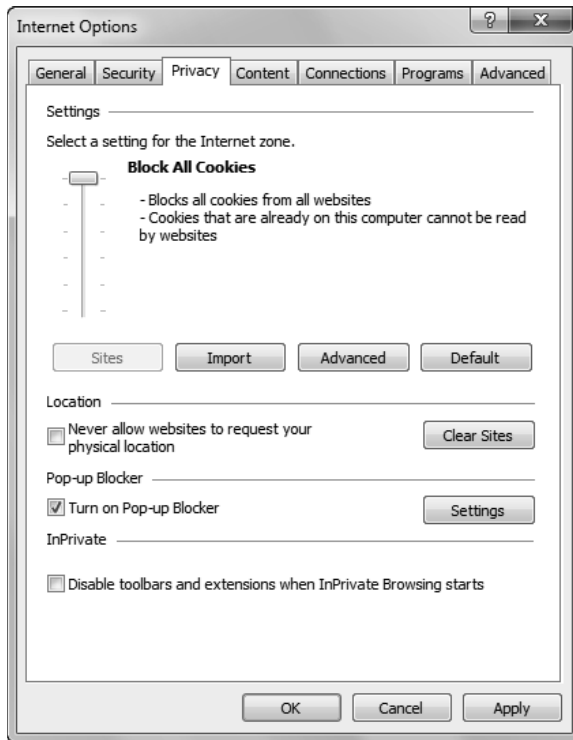 Internet Options
?
X
General Security Privacy Content Connections Programs Advanced
Settings
Select a setting for the Internet zone.
Block All Cookies
- Blocks all cookies from all websites
- Cookies that are already on this computer cannot be read
by websites
Sites Import Advanced Default
Location
Never allow websites to request your
physical location
Clear Sites
Pop-up Blocker
Turn on Pop-up Blocker
Settings
InPrivate
Disable toolbars and extensions when InPrivate Browsing starts
OK Cancel Apply